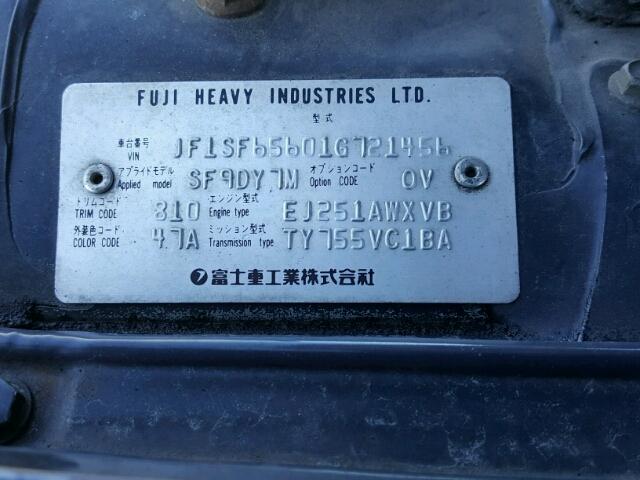 FUJI HEAVY INDUSTRIES LTD.
型式
車台番号 VIN JF1SF65601G721456
アプライドモデル Applied model SF9DY7M オプションコード Option CODE 0V
トリムコード TRIM CODE 810 エンジン型式 Engine type EJ251AWXVB
外装色コード COLOR CODE 47A ミッション型式 Transmission type TY755VC1BA
富士重工業株式会社